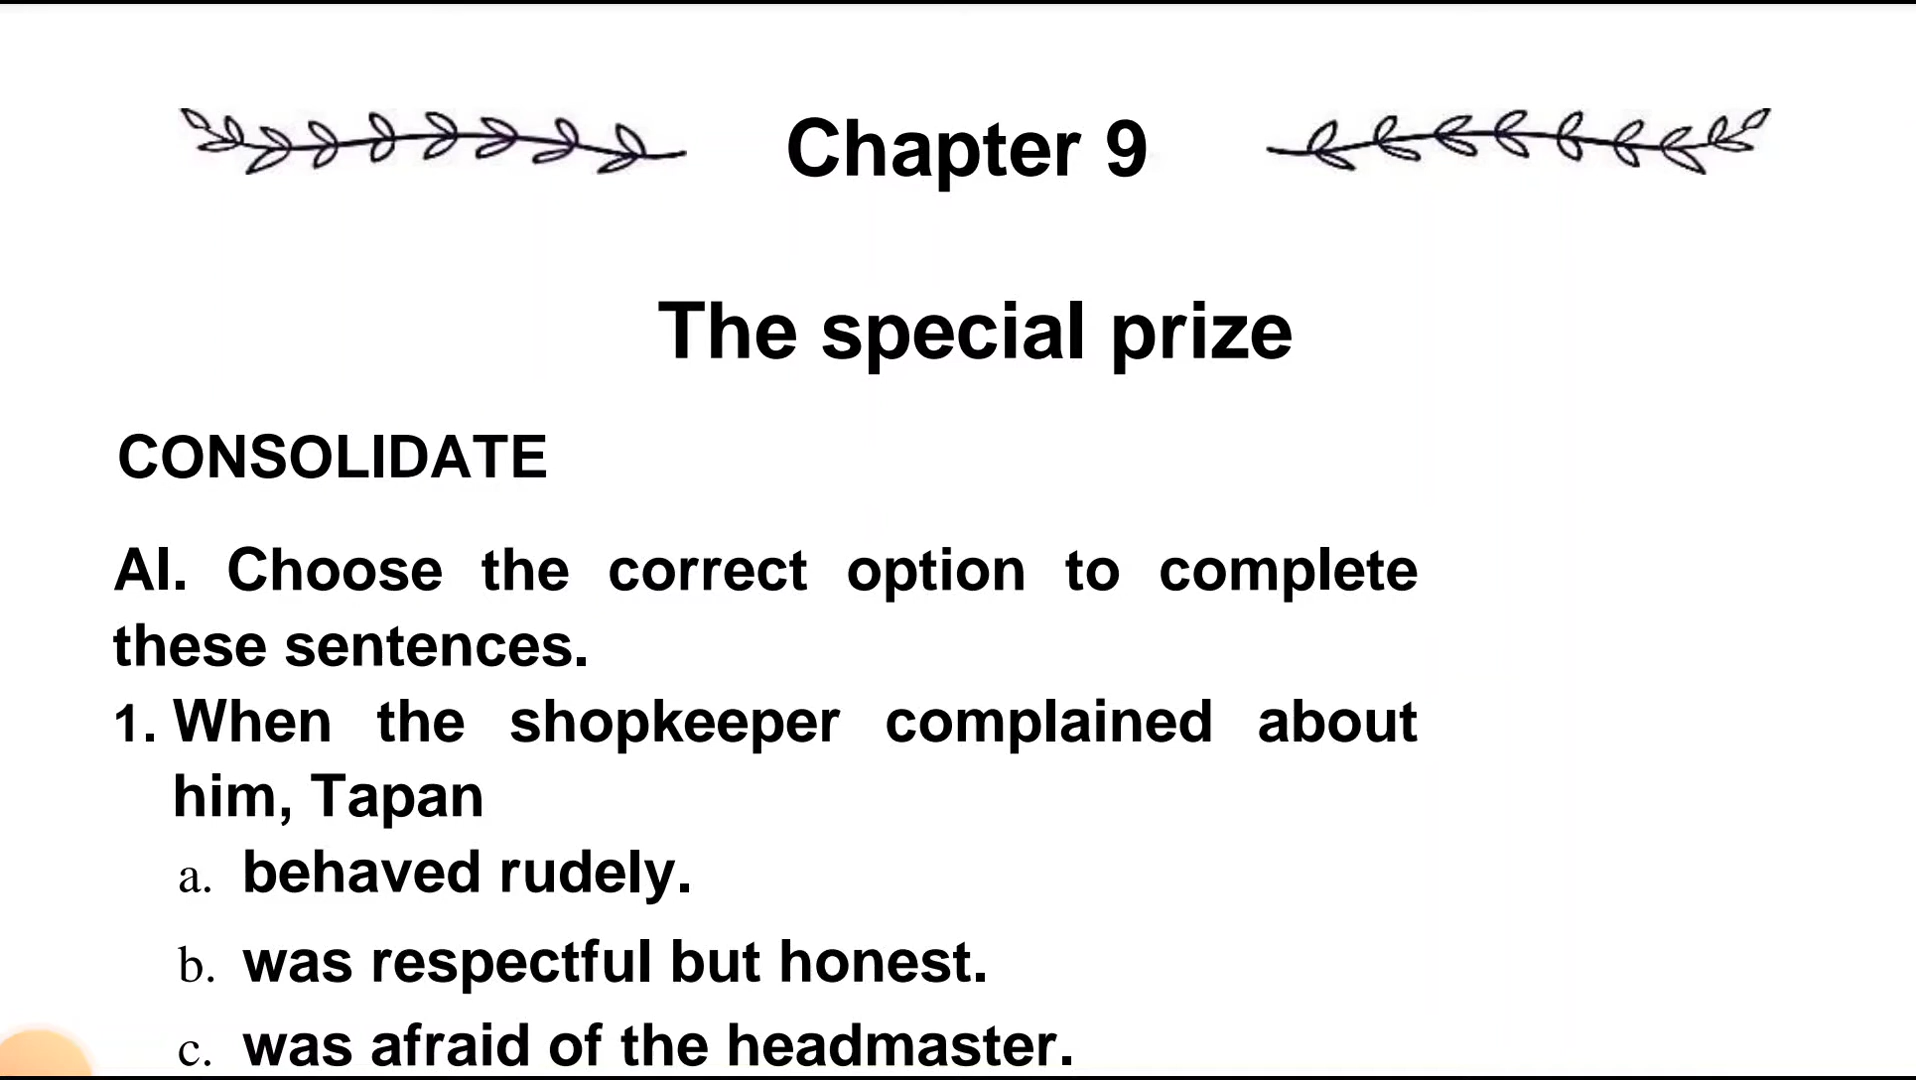 Chapter 9
The special prize
CONSOLIDATE
AI. Choose the correct option to complete
these sentences.
1. When the shopkeeper complained about
him, Tapan
a. behaved rudely.
b. was respectful but honest.
c. was afraid of the headmaster.